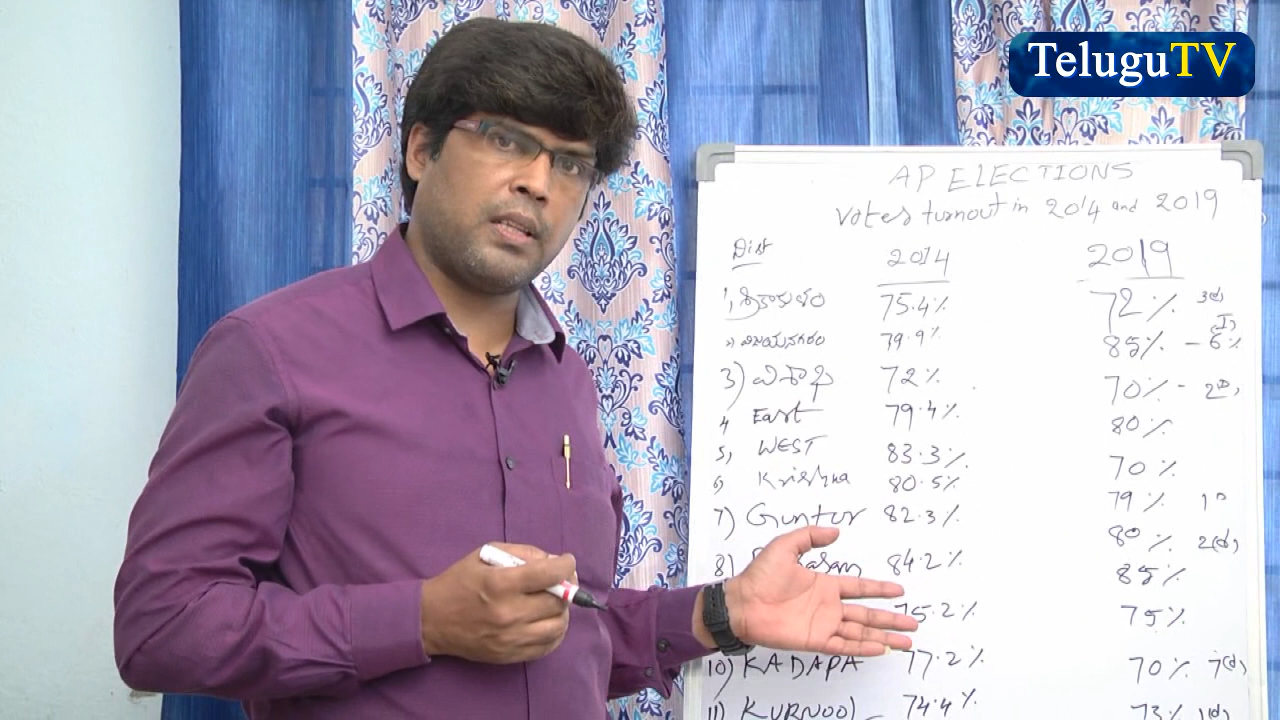 TeluguTV
AP ELECTIONS
Votes turnout in 2014 and 2019
Dist 2014 2019
1, శ్రీకాకుళం 75.4% 72% 3(d)
2) విజయనగరం 79.9% 85% - 6% I)
3) విశాఖ 72% 70% - 2(D)
4 East 79.4% 80%
5, WEST 83.3% 70%
6) Krishna 80.5% 79% 1D
7) Guntur 82.3% 80% 2(d)
8) 84.2% 85%
75.2% 75%
10) KADAPA 77.2% 70% 7(d)
11) KURNOOL 74.4% 73% 1(d)